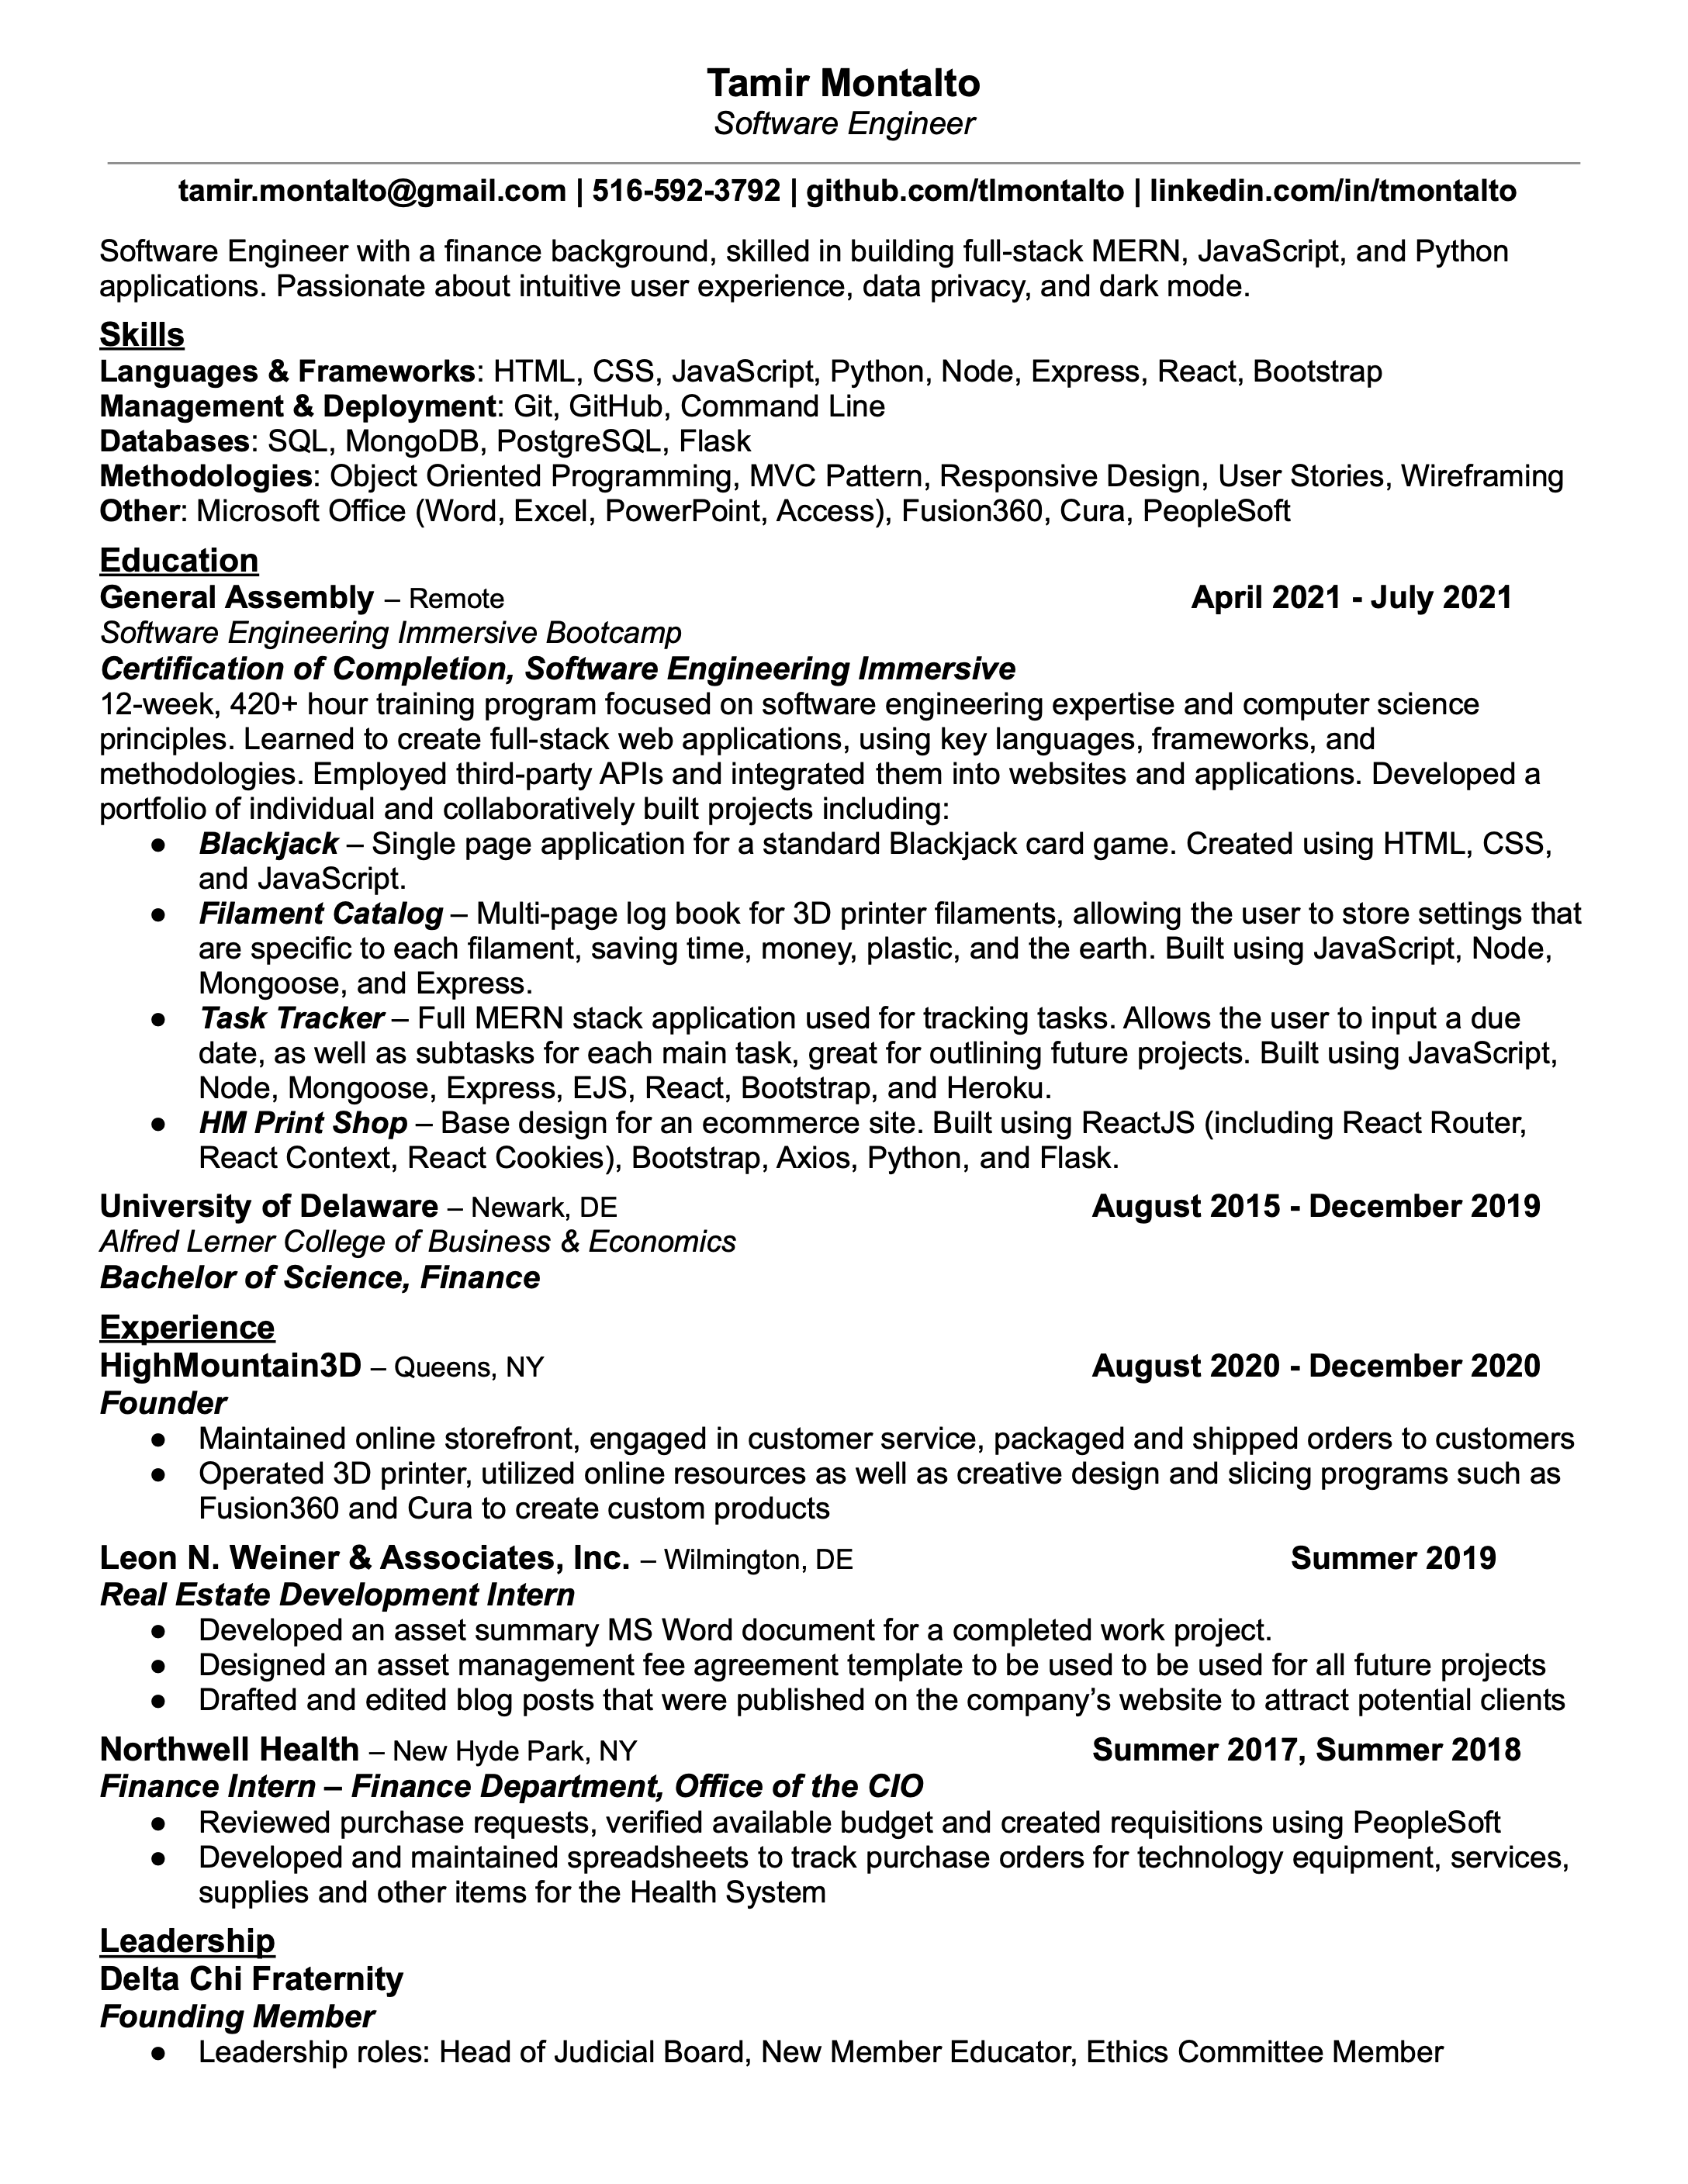 Tamir Montalto
Software Engineer
tamir.montalto@gmail.com | 516-592-3792 | github.com/tlmontalto | linkedin.com/in/tmontalto
Software Engineer with a finance background, skilled in building full-stack MERN, JavaScript, and Python
applications. Passionate about intuitive user experience, data privacy, and dark mode.
Skills
Languages & Frameworks: HTML, CSS, JavaScript, Python, Node, Express, React, Bootstrap
Management & Deployment: Git, GitHub, Command Line
Databases: SQL, MongoDB, PostgreSQL, Flask
Methodologies: Object Oriented Programming, MVC Pattern, Responsive Design, User Stories, Wireframing
Other: Microsoft Office (Word, Excel, PowerPoint, Access), Fusion360, Cura, PeopleSoft
Education
General Assembly – Remote April 2021 - July 2021
Software Engineering Immersive Bootcamp
Certification of Completion, Software Engineering Immersive
12-week, 420+ hour training program focused on software engineering expertise and computer science
principles. Learned to create full-stack web applications, using key languages, frameworks, and
methodologies. Employed third-party APIs and integrated them into websites and applications. Developed a
portfolio of individual and collaboratively built projects including:
● Blackjack – Single page application for a standard Blackjack card game. Created using HTML, CSS,
and JavaScript.
● Filament Catalog – Multi-page log book for 3D printer filaments, allowing the user to store settings that
are specific to each filament, saving time, money, plastic, and the earth. Built using JavaScript, Node,
Mongoose, and Express.
● Task Tracker – Full MERN stack application used for tracking tasks. Allows the user to input a due
date, as well as subtasks for each main task, great for outlining future projects. Built using JavaScript,
Node, Mongoose, Express, EJS, React, Bootstrap, and Heroku.
● HM Print Shop – Base design for an ecommerce site. Built using ReactJS (including React Router,
React Context, React Cookies), Bootstrap, Axios, Python, and Flask.
University of Delaware – Newark, DE August 2015 - December 2019
Alfred Lerner College of Business & Economics
Bachelor of Science, Finance
Experience
HighMountain3D – Queens, NY August 2020 - December 2020
Founder
● Maintained online storefront, engaged in customer service, packaged and shipped orders to customers
● Operated 3D printer, utilized online resources as well as creative design and slicing programs such as
Fusion360 and Cura to create custom products
Leon N. Weiner & Associates, Inc. – Wilmington, DE Summer 2019
Real Estate Development Intern
● Developed an asset summary MS Word document for a completed work project.
● Designed an asset management fee agreement template to be used to be used for all future projects
● Drafted and edited blog posts that were published on the company’s website to attract potential clients
Northwell Health – New Hyde Park, NY Summer 2017, Summer 2018
Finance Intern – Finance Department, Office of the CIO
● Reviewed purchase requests, verified available budget and created requisitions using PeopleSoft
● Developed and maintained spreadsheets to track purchase orders for technology equipment, services,
supplies and other items for the Health System
Leadership
Delta Chi Fraternity
Founding Member
● Leadership roles: Head of Judicial Board, New Member Educator, Ethics Committee Member